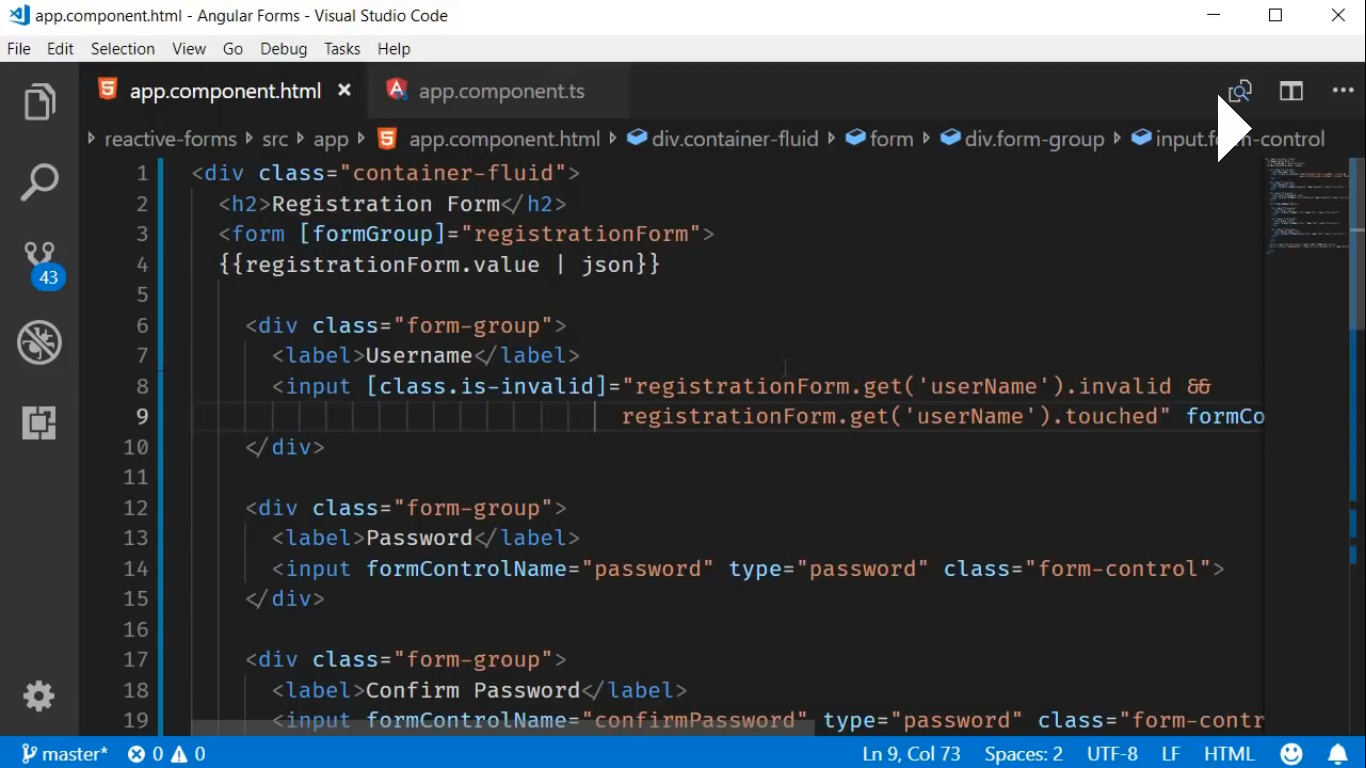 app.component.html - Angular Forms - Visual Studio Code
File Edit Selection View Go Debug Tasks Help
app.component.html app.component.ts
reactive-forms src app app.component.html div.container-fluid form div.form-group
1 <div class="container-fluid">
2 <h2>Registration Form</h2>
3 <form [formGroup]="registrationForm">
4 {{registrationForm.value | json}}
5
6 <div class="form-group">
7 <label>Username</label>
8 <input [class.is-invalid]="registrationForm.get('userName').invalid &&
9 registrationForm.get('userName').touched" formCo
10 </div>
11
12 <div class="form-group">
13 <label>Password</label>
14 <input formControlName="password" type="password" class="form-control">
15 </div>
16
17 <div class="form-group">
18 <label>Confirm Password</label>
19 <input formControlName="confirmPassword" type="password" class="form-contr
43
master* 0 0 Ln 9, Col 73 Spaces: 2 UTF-8 LF HTML